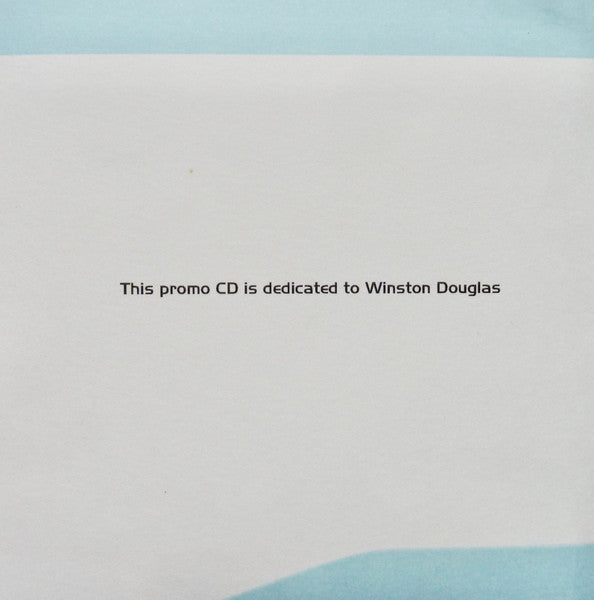 This promo CD is dedicated to Winston Douglas